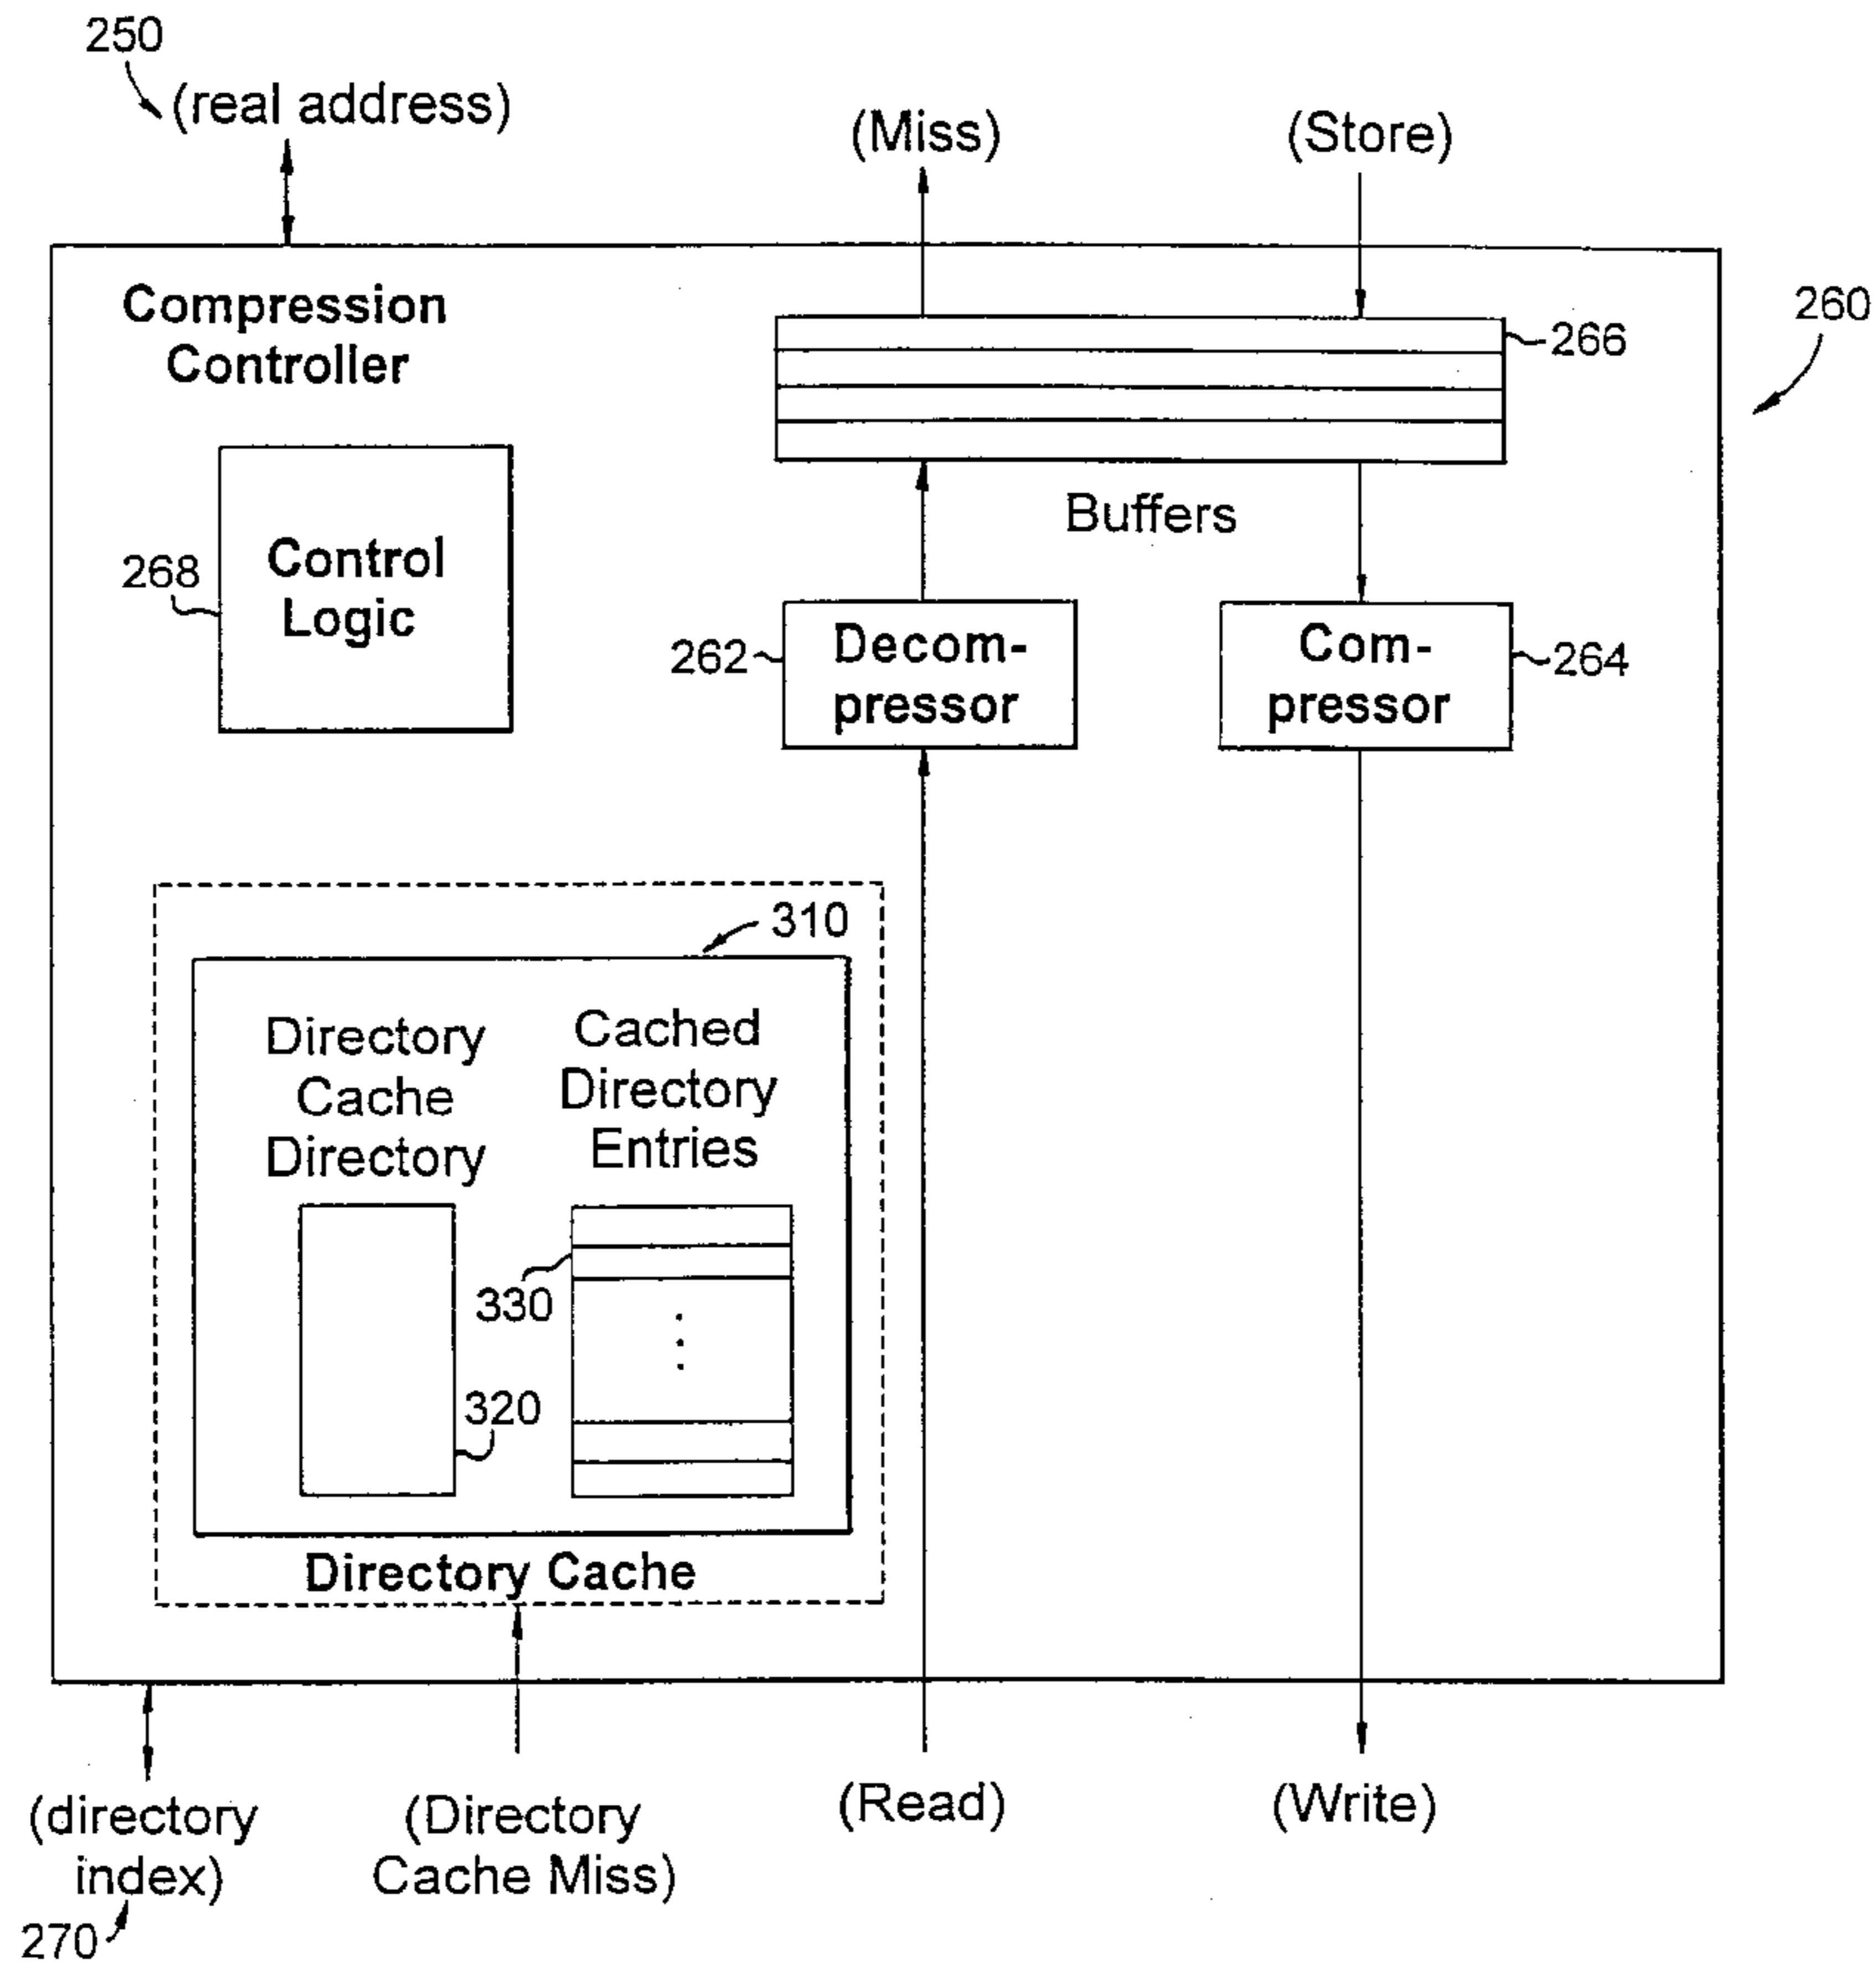 250
(real address)
(Miss)
(Store)
Compression
Controller
260
266
Buffers
Control
Logic
268
262
Decom-
pressor
Com-
pressor
264
310
Directory
Cache
Directory
Cached
Directory
Entries
330
320
Directory Cache
(directory
index)
270
(Directory
Cache Miss)
(Read)
(Write)